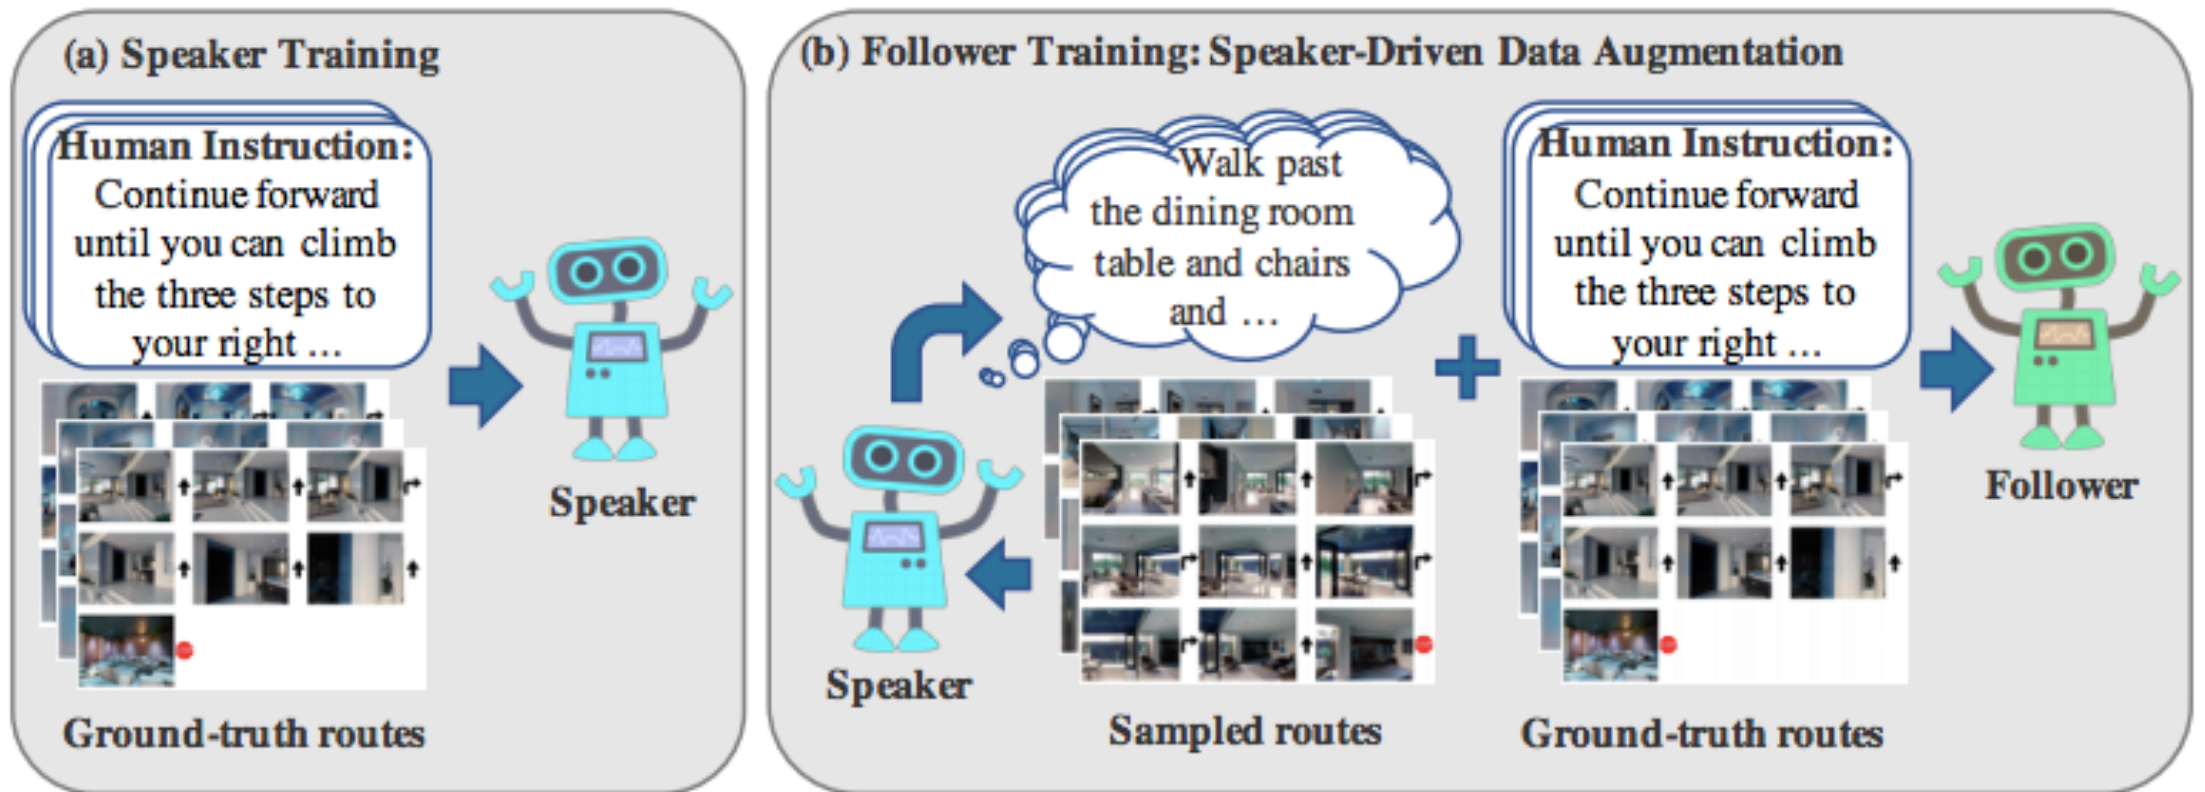 (a) Speaker Training
Human Instruction:
Continue forward
until you can climb
the three steps to
your right ...
Speaker
Ground-truth routes
(b) Follower Training: Speaker-Driven Data Augmentation
Walk past
the dining room
table and chairs
and ...
Speaker
Sampled routes
Human Instruction:
Continue forward
until you can climb
the three steps to
your right ...
Ground-truth routes
Follower